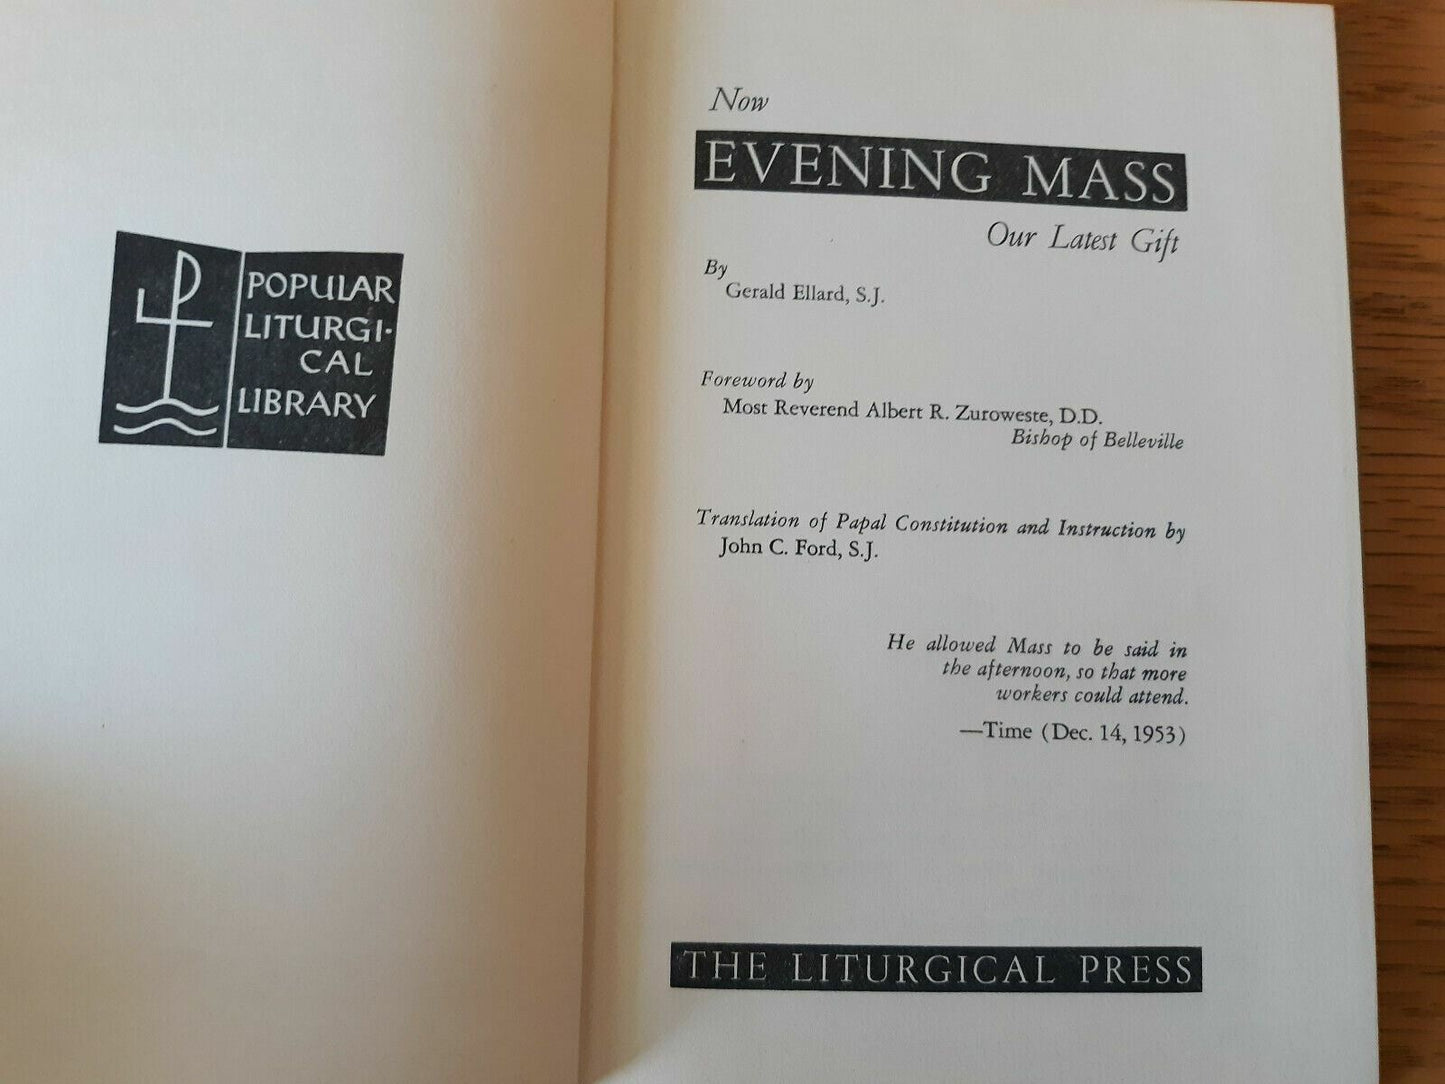 POPULAR
LITURGI-
CAL
LIBRARY
Now
EVENING MASS
Our Latest Gift
By
Gerald Ellard, S.J.
Foreword by
Most Reverend Albert R. Zuroweste, D.D.
Bishop of Belleville
Translation of Papal Constitution and Instruction by
John C. Ford, S.J.
He allowed Mass to be said in
the afternoon, so that more
workers could attend.
—Time (Dec. 14, 1953)
THE LITURGICAL PRESS